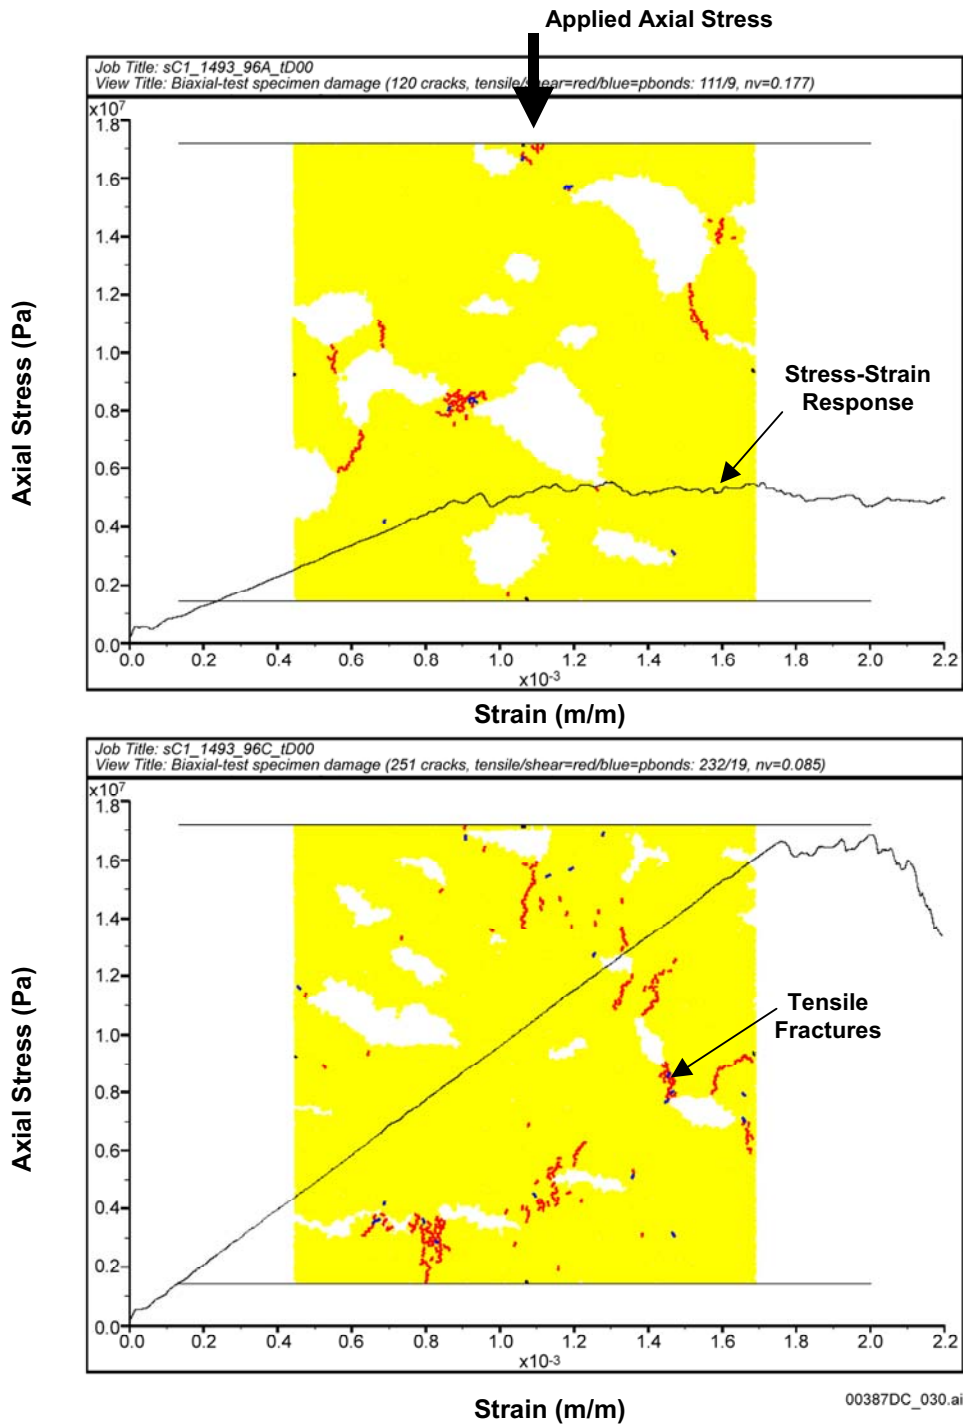 Applied Axial Stress
Job Title: sC1_1493_96A_tD00
View Title: Biaxial-test specimen damage (120 cracks, tensile/shear=red/blue=pbonds: 111/9, nv=0.177)
x10⁷
1.8
1.6
1.4
1.2
1.0
0.8
0.6
0.4
0.2
0.0
Axial Stress (Pa)
Stress-Strain
Response
0.0 0.2 0.4 0.6 0.8 1.0 1.2 1.4 1.6 1.8 2.0 2.2
x10⁻³
Strain (m/m)
Job Title: sC1_1493_96C_tD00
View Title: Biaxial-test specimen damage (251 cracks, tensile/shear=red/blue=pbonds: 232/19, nv=0.085)
x10⁷
1.8
1.6
1.4
1.2
1.0
0.8
0.6
0.4
0.2
0.0
Axial Stress (Pa)
Tensile
Fractures
0.0 0.2 0.4 0.6 0.8 1.0 1.2 1.4 1.6 1.8 2.0 2.2
x10⁻³
Strain (m/m)
00387DC_030.ai